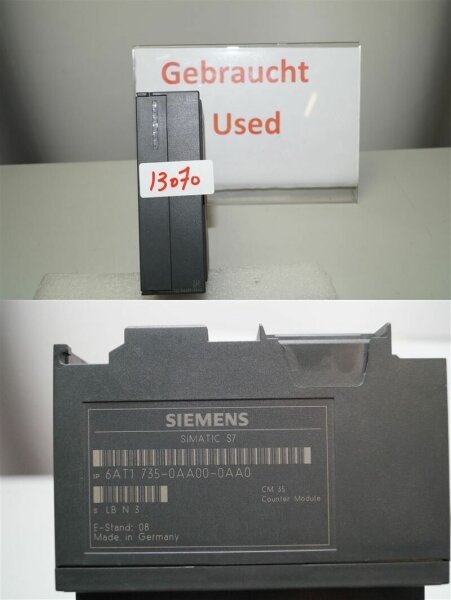 Gebraucht
Used
13070
SIEMENS
SIMATIC S7
1P 6AT1 735-0AA00-0AA0
CM 35
Counter Module
S LB N 3
E-Stand: 08
Made in Germany